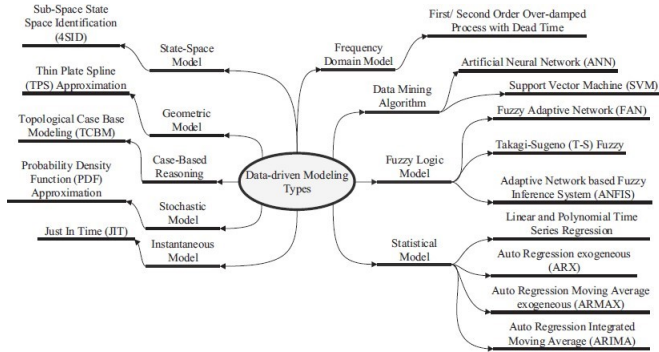 Sub-Space State
Space Identification
(4SID)
State-Space
Model
Thin Plate Spline
(TPS) Approximation
Geometric
Model
Topological Case Base
Modeling (TCBM)
Case-Based
Reasoning
Probability Density
Function (PDF)
Approximation
Stochastic
Model
Just In Time (JIT)
Instantaneous
Model
Data-driven Modeling
Types
First/ Second Order Over-damped
Process with Dead Time
Frequency
Domain Model
Artificial Neural Network (ANN)
Data Mining
Algorithm
Support Vector Machine (SVM)
Fuzzy Adaptive Network (FAN)
Takagi-Sugeno (T-S) Fuzzy
Fuzzy Logic
Model
Adaptive Network based Fuzzy
Inference System (ANFIS)
Linear and Polynomial Time
Series Regression
Statistical
Model
Auto Regression exogeneous
(ARX)
Auto Regression Moving Average
exogeneous (ARMAX)
Auto Regression Integrated
Moving Average (ARIMA)